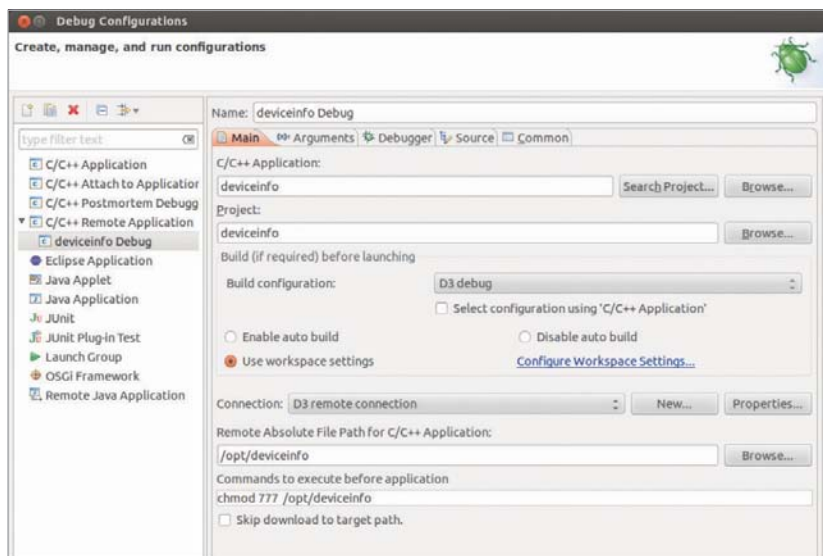 Debug Configurations
Create, manage, and run configurations
type filter text
C/C++ Application
C/C++ Attach to Application
C/C++ Postmortem Debugg
C/C++ Remote Application
deviceinfo Debug
Eclipse Application
Java Applet
Java Application
JUnit
JUnit Plug-in Test
Launch Group
OSGi Framework
Remote Java Application
Name: deviceinfo Debug
Main Arguments Debugger Source Common
C/C++ Application:
deviceinfo Search Project... Browse...
Project:
deviceinfo Browse...
Build (if required) before launching
Build configuration: D3 debug
Select configuration using 'C/C++ Application'
Enable auto build Disable auto build
Use workspace settings Configure Workspace Settings...
Connection: D3 remote connection New... Properties...
Remote Absolute File Path for C/C++ Application:
/opt/deviceinfo Browse...
Commands to execute before application
chmod 777 /opt/deviceinfo
Skip download to target path.